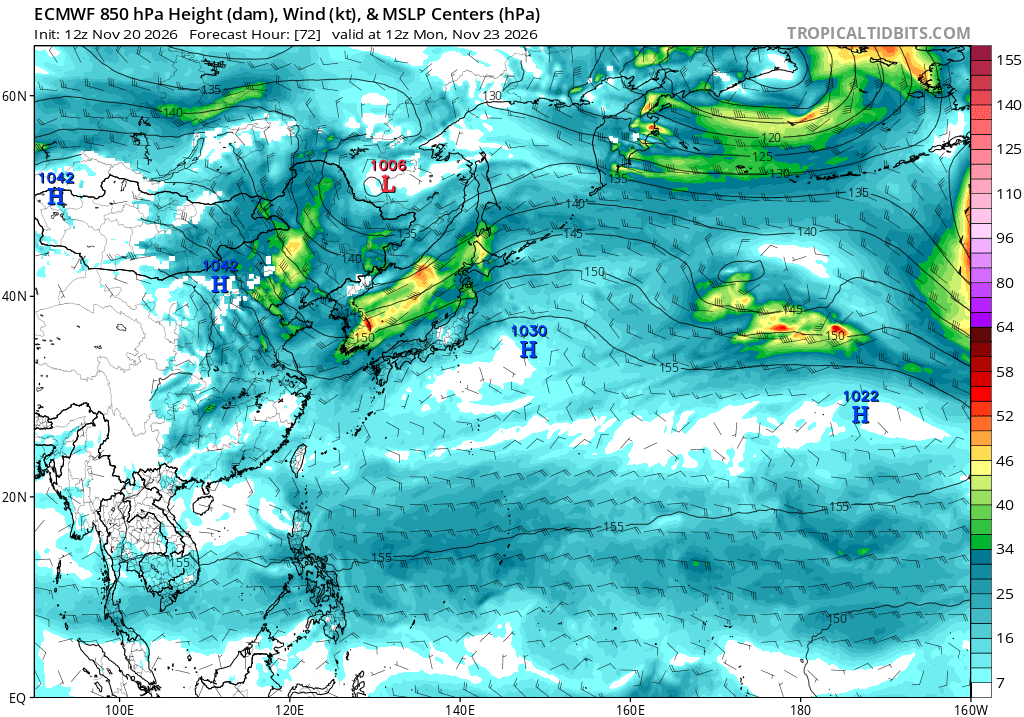 ECMWF 850 hPa Height (dam), Wind (kt), & MSLP Centers (hPa)
Init: 12z Nov 20 2026 Forecast Hour: [72] valid at 12z Mon, Nov 23 2026
TROPICALTIDBITS.COM
155
140
125
110
96
80
64
58
52
46
40
34
25
16
7
60N
40N
20N
EQ
100E
120E
140E
160E
180
160W
135
130
140
120
125
130
135
135
1006
L
1042
H
140
135
145
140
140
1042
H
150
145
150
150
1030
H
155
1022
H
155
155
155
155
150